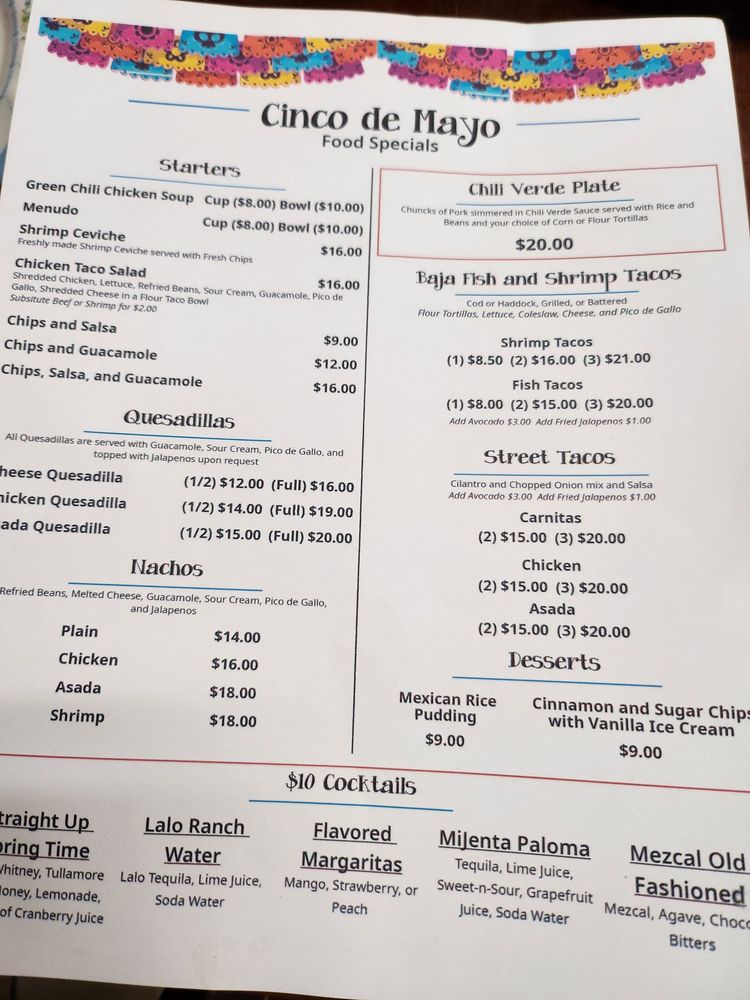 Cinco de Mayo
Food Specials
Starters
Green Chili Chicken Soup Cup ($8.00) Bowl ($10.00)
Menudo Cup ($8.00) Bowl ($10.00)
Shrimp Ceviche $16.00
Freshly made Shrimp Ceviche served with Fresh Chips
Chicken Taco Salad $16.00
Shredded Chicken, Lettuce, Refried Beans, Sour Cream, Guacamole, Pico de
Gallo, Shredded Cheese in a Flour Taco Bowl
Subsitute Beef or Shrimp for $2.00
Chips and Salsa $9.00
Chips and Guacamole $12.00
Chips, Salsa, and Guacamole $16.00
Quesadillas
All Quesadillas are served with Guacamole, Sour Cream, Pico de Gallo, and
topped with Jalapenos upon request
heese Quesadilla (1/2) $12.00 (Full) $16.00
hicken Quesadilla (1/2) $14.00 (Full) $19.00
ada Quesadilla (1/2) $15.00 (Full) $20.00
Nachos
Refried Beans, Melted Cheese, Guacamole, Sour Cream, Pico de Gallo,
and Jalapenos
Plain $14.00
Chicken $16.00
Asada $18.00
Shrimp $18.00
Chili Verde Plate
Chuncks of Pork simmered in Chili Verde Sauce served with Rice and
Beans and your choice of Corn or Flour Tortillas
$20.00
Baja Fish and Shrimp Tacos
Cod or Haddock, Grilled, or Battered
Flour Tortillas, Lettuce, Coleslaw, Cheese, and Pico de Gallo
Shrimp Tacos
(1) $8.50 (2) $16.00 (3) $21.00
Fish Tacos
(1) $8.00 (2) $15.00 (3) $20.00
Add Avocado $3.00 Add Fried Jalapenos $1.00
Street Tacos
Cilantro and Chopped Onion mix and Salsa
Add Avocado $3.00 Add Fried Jalapenos $1.00
Carnitas
(2) $15.00 (3) $20.00
Chicken
(2) $15.00 (3) $20.00
Asada
(2) $15.00 (3) $20.00
Desserts
Mexican Rice
Pudding
$9.00
Cinnamon and Sugar Chips
with Vanilla Ice Cream
$9.00
$10 Cocktails
traight Up
pring Time
Whitney, Tullamore
Honey, Lemonade,
of Cranberry Juice
Lalo Ranch
Water
Lalo Tequila, Lime Juice,
Soda Water
Flavored
Margaritas
Mango, Strawberry, or
Peach
MiJenta Paloma
Tequila, Lime Juice,
Sweet-n-Sour, Grapefruit
Juice, Soda Water
Mezcal Old
Fashioned
Mezcal, Agave, Choco
Bitters